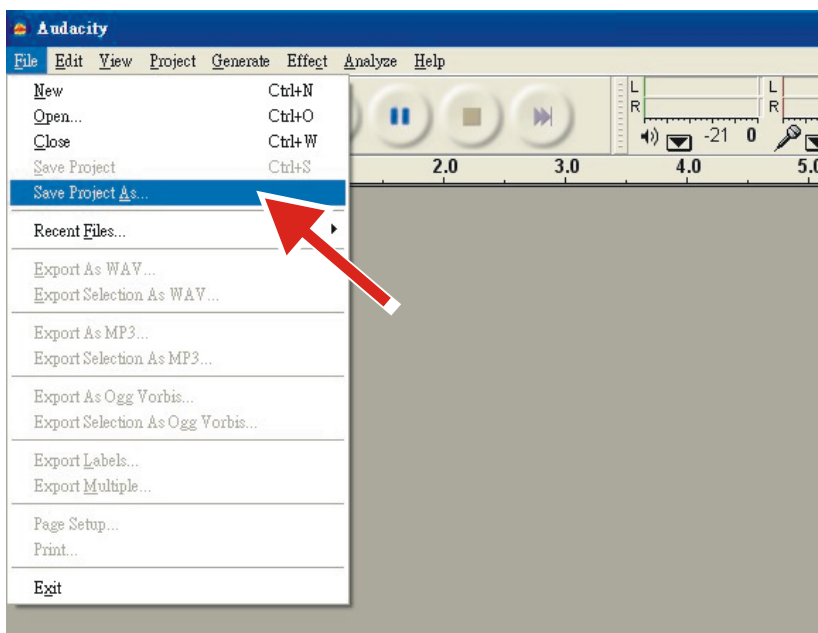 Audacity
File Edit View Project Generate Effect Analyze Help
New Ctrl+N
Open... Ctrl+O
Close Ctrl+W
Save Project Ctrl+S
Save Project As...
Recent Files...
Export As WAV...
Export Selection As WAV...
Export As MP3...
Export Selection As MP3...
Export As Ogg Vorbis...
Export Selection As Ogg Vorbis...
Export Labels...
Export Multiple...
Page Setup...
Print...
Exit
L L
R R
-21 0
2.0 3.0 4.0 5.0